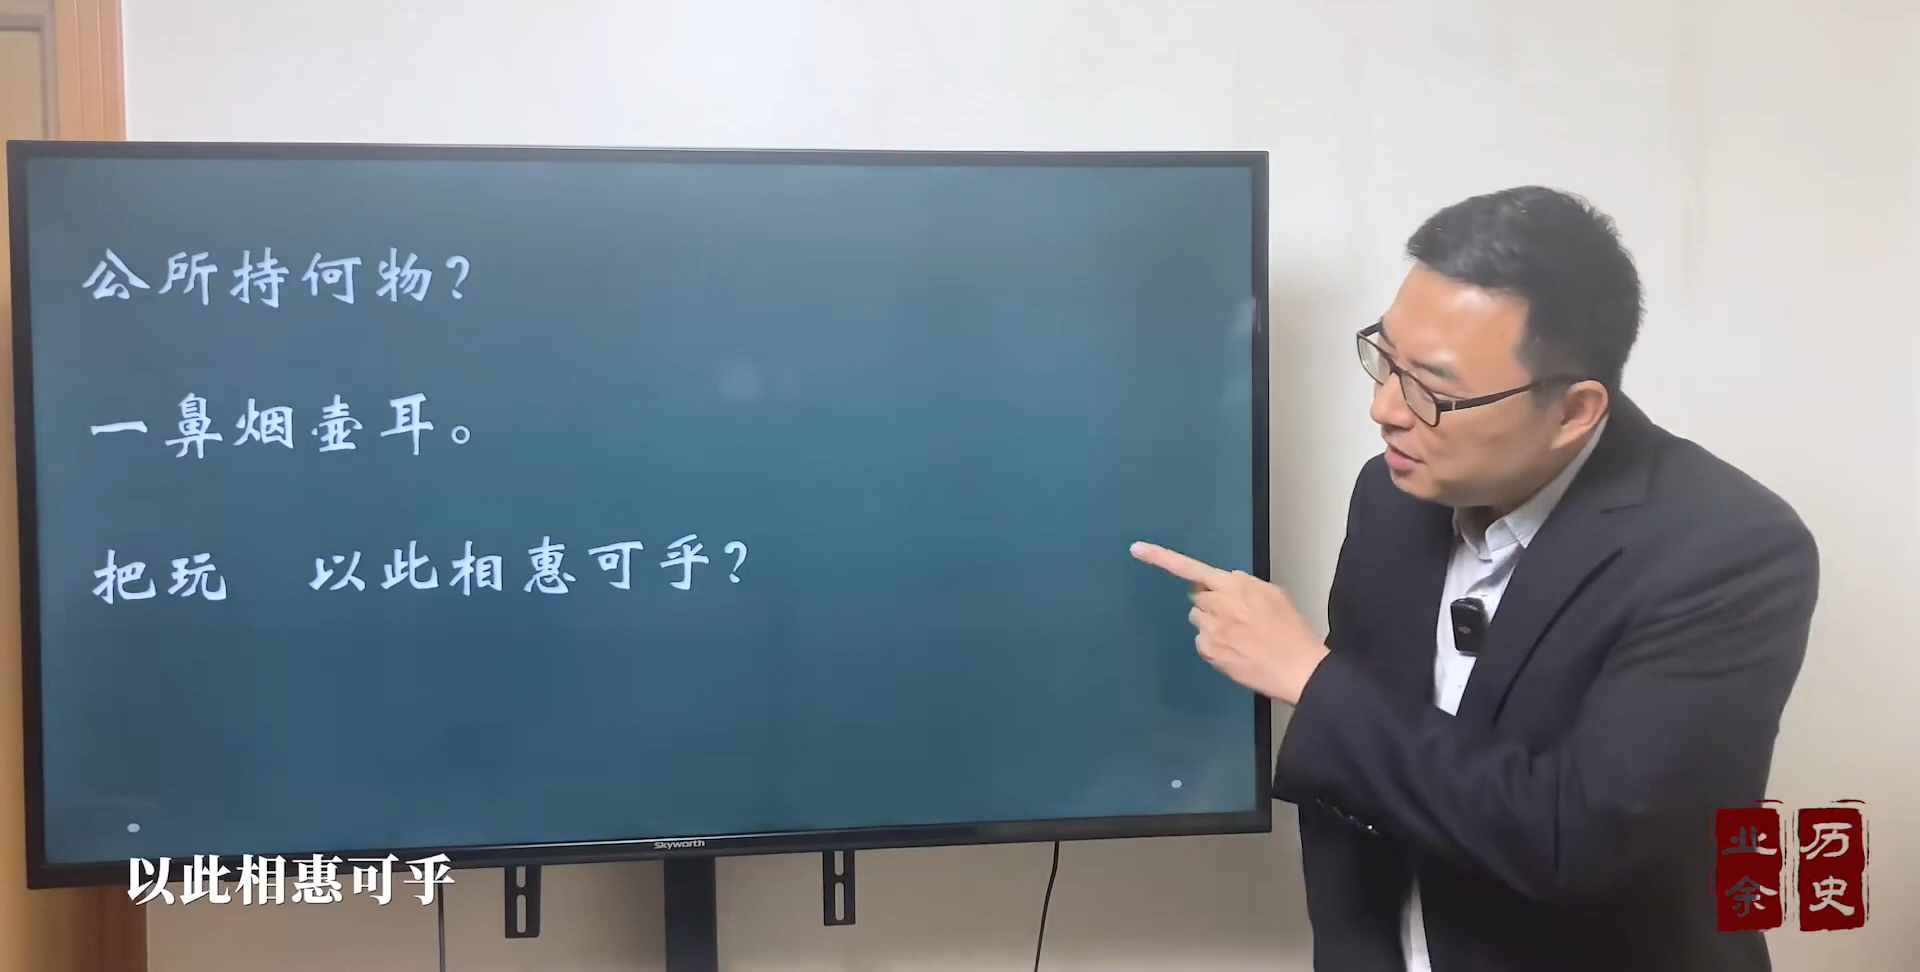 公所持何物？
一鼻烟壶耳。
把玩　以此相惠可乎？
Skyworth
以此相惠可乎
历史
业余